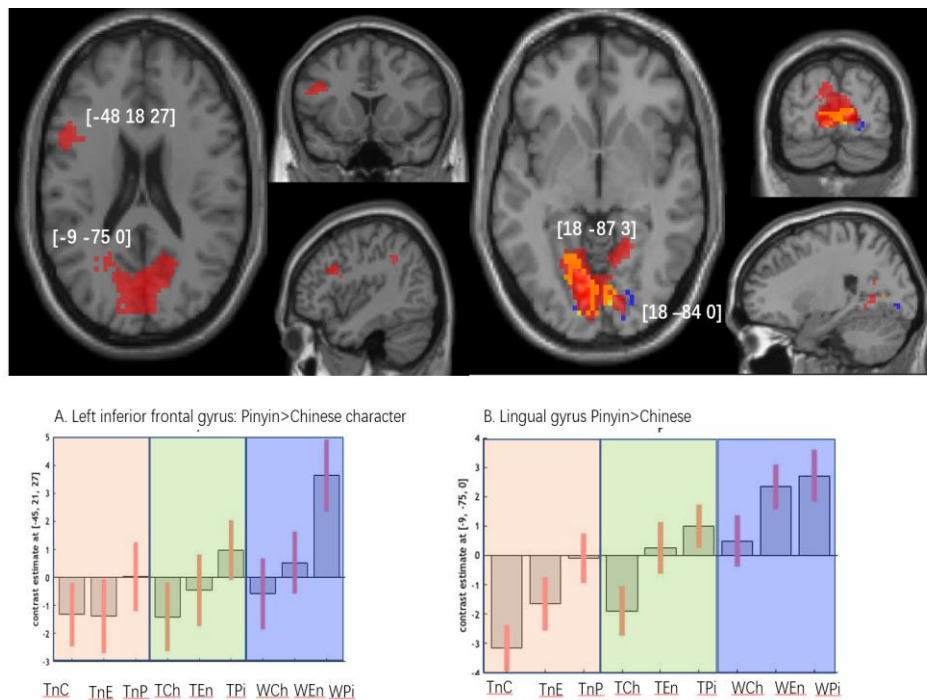 [-48 18 27]
[-9 -75 0]
[18 -87 3]
[18 -84 0]
A. Left inferior frontal gyrus: Pinyin>Chinese character
5
4
3
2
1
0
-1
-2
-3
contrast estimate at [-45, 21, 27]
TnC TnE TnP TCh TEn TPi WCh WEn WPi
B. Lingual gyrus Pinyin>Chinese
4
3
2
1
0
-1
-2
-3
-4
contrast estimate at [-9, -75, 0]
TnC TnE TnP TCh TEn TPi WCh WEn WPi